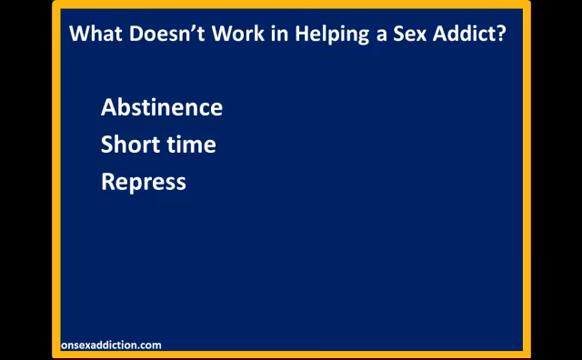 What Doesn't Work in Helping a Sex Addict?
Abstinence
Short time
Repress
onsexaddiction.com